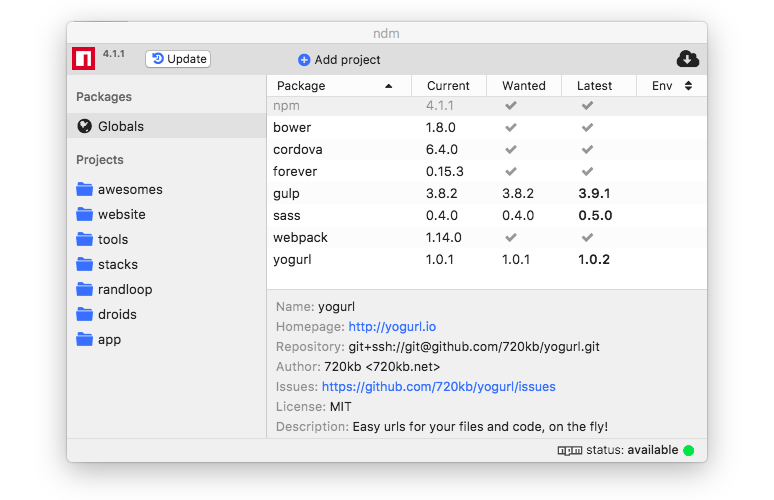 ndm
4.1.1 Update Add project
Packages
Globals
Projects
awesomes
website
tools
stacks
randloop
droids
app
Package Current Wanted Latest Env
npm 4.1.1
bower 1.8.0
cordova 6.4.0
forever 0.15.3
gulp 3.8.2 3.8.2 3.9.1
sass 0.4.0 0.4.0 0.5.0
webpack 1.14.0
yogurl 1.0.1 1.0.1 1.0.2
Name: yogurl
Homepage: http://yogurl.io
Repository: git+ssh://git@github.com/720kb/yogurl.git
Author: 720kb <720kb.net>
Issues: https://github.com/720kb/yogurl/issues
License: MIT
Description: Easy urls for your files and code, on the fly!
npm status: available